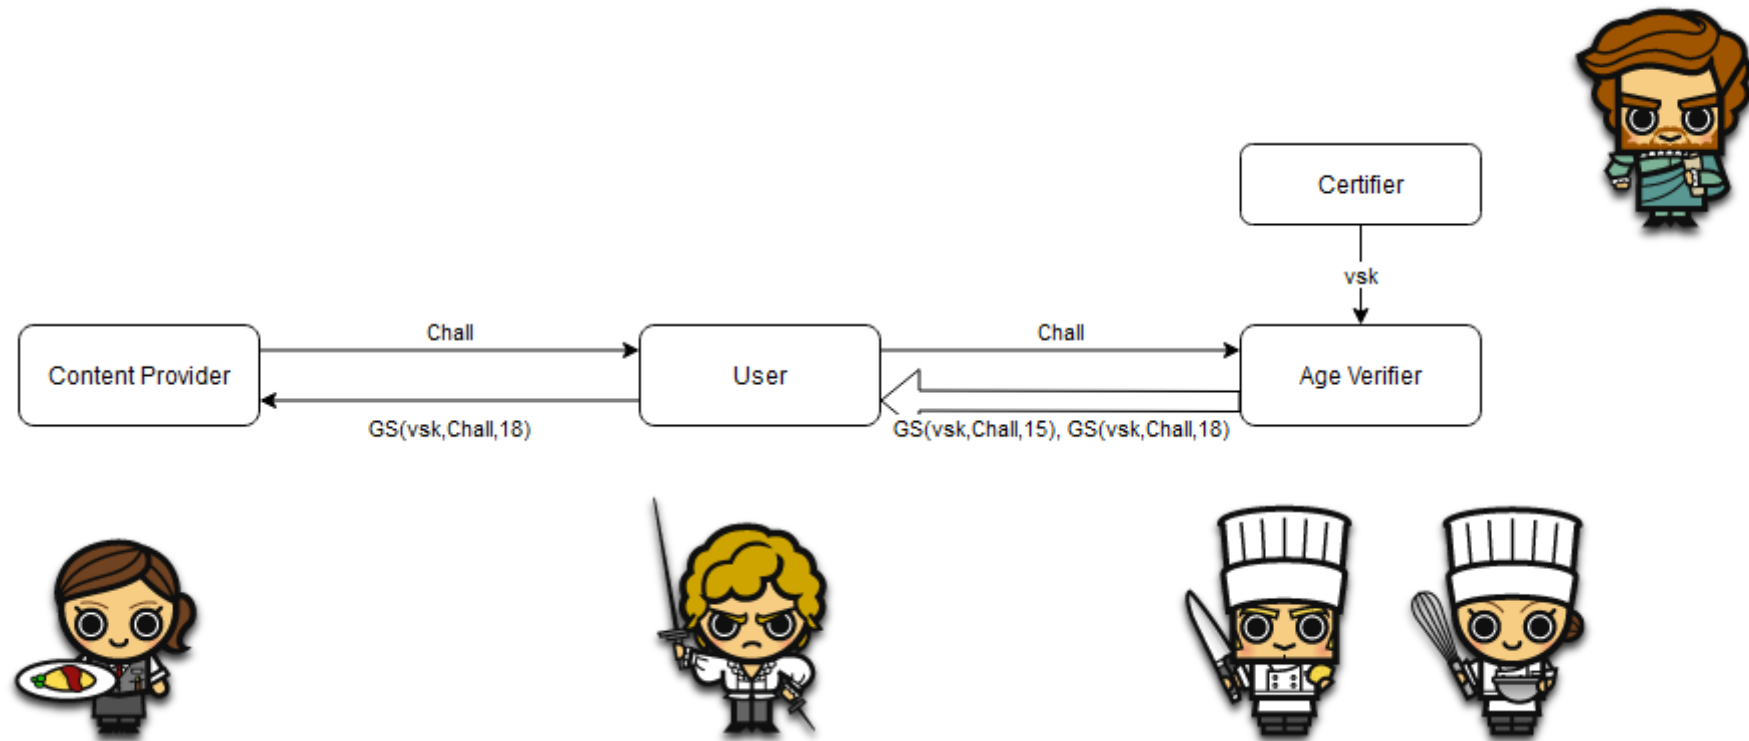 Certifier
vsk
Chall
Chall
Content Provider
User
Age Verifier
GS(vsk,Chall,18)
GS(vsk,Chall,15), GS(vsk,Chall,18)